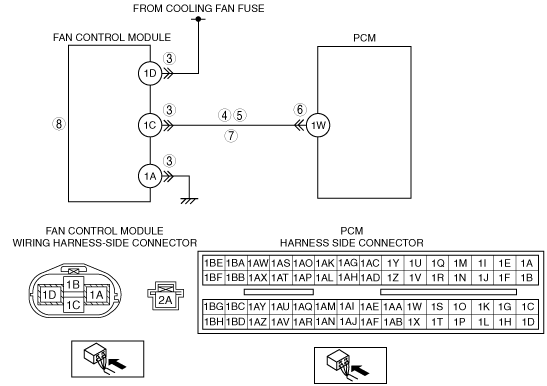 FROM COOLING FAN FUSE
FAN CONTROL MODULE
PCM
3
1D
8
3
1C
4 5
7
6
1W
3
1A
FAN CONTROL MODULE
WIRING HARNESS-SIDE CONNECTOR
PCM
HARNESS SIDE CONNECTOR
1D 1B 1A
1C
2A
1BE 1BA 1AW 1AS 1AO 1AK 1AG 1AC 1Y 1U 1Q 1M 1I 1E 1A
1BF 1BB 1AX 1AT 1AP 1AL 1AH 1AD 1Z 1V 1R 1N 1J 1F 1B
1BG 1BC 1AY 1AU 1AQ 1AM 1AI 1AE 1AA 1W 1S 1O 1K 1G 1C
1BH 1BD 1AZ 1AV 1AR 1AN 1AJ 1AF 1AB 1X 1T 1P 1L 1H 1D